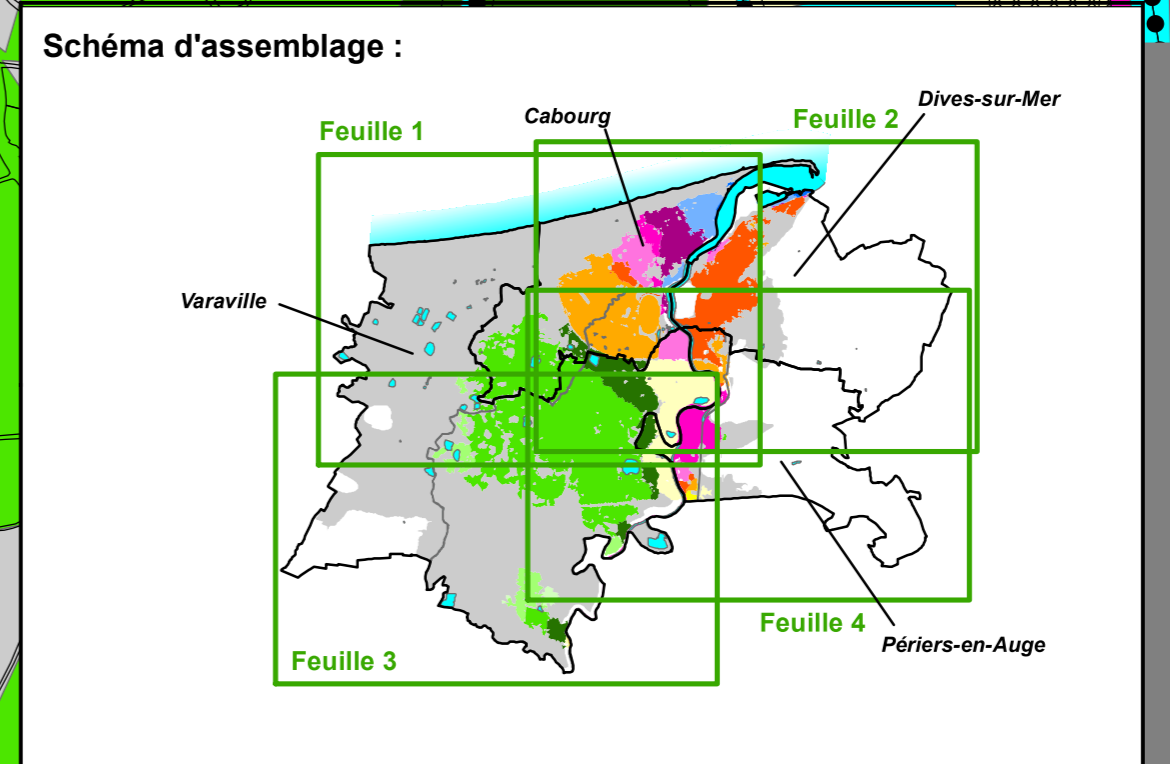 Schéma d'assemblage :
Dives-sur-Mer
Cabourg
Feuille 2
Feuille 1
Varaville
Feuille 4
Périers-en-Auge
Feuille 3